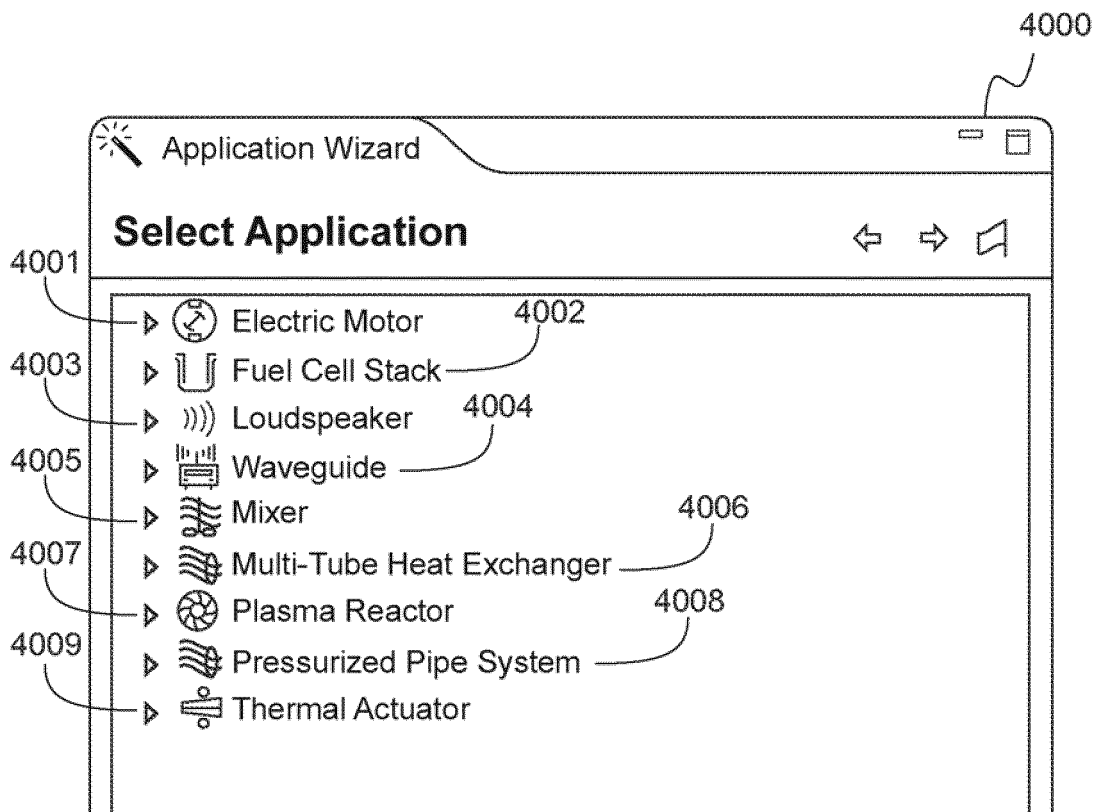 4000
Application Wizard
Select Application
4001
Electric Motor
4002
4003
Fuel Cell Stack
Loudspeaker
4004
4005
Waveguide
Mixer
4006
4007
Multi-Tube Heat Exchanger
Plasma Reactor
4008
4009
Pressurized Pipe System
Thermal Actuator